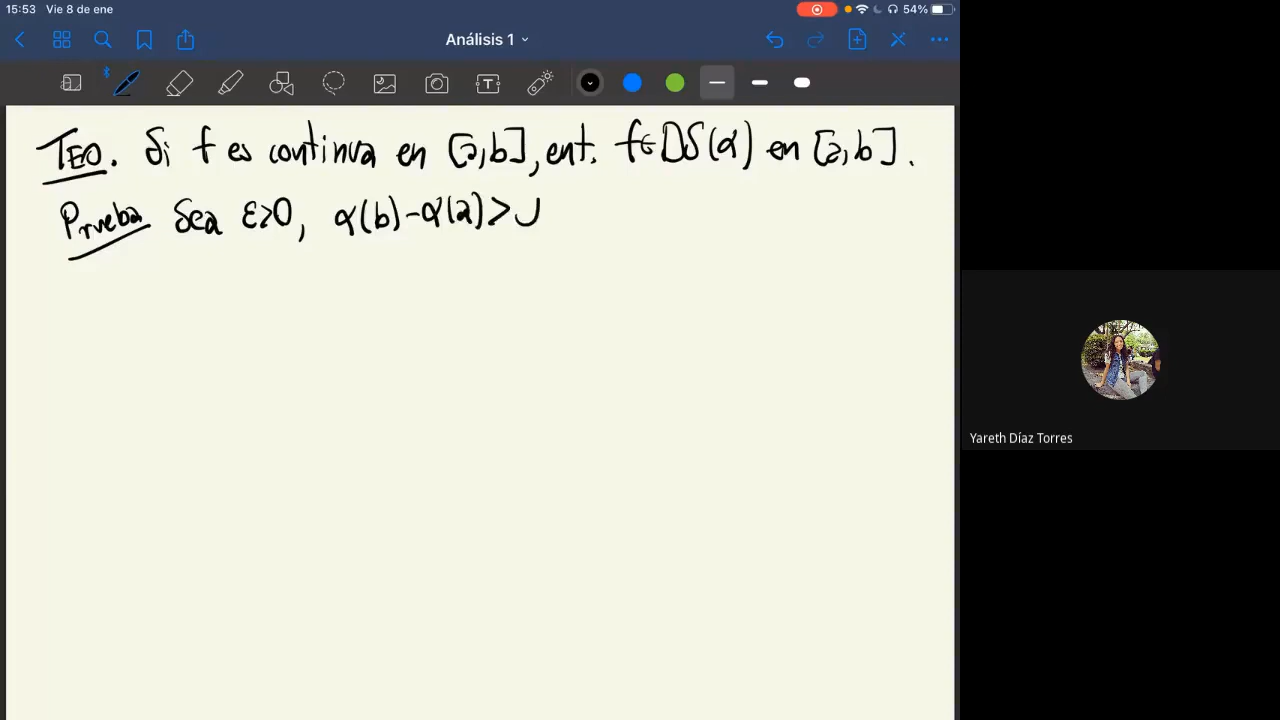 15:53 Vie 8 de ene
54%
Análisis 1
T
TEO. Si f es continua en [a,b], ent. f∈DS(α) en [a,b].
Prueba Sea ε>0, α(b)-α(a)>
Yareth Díaz Torres